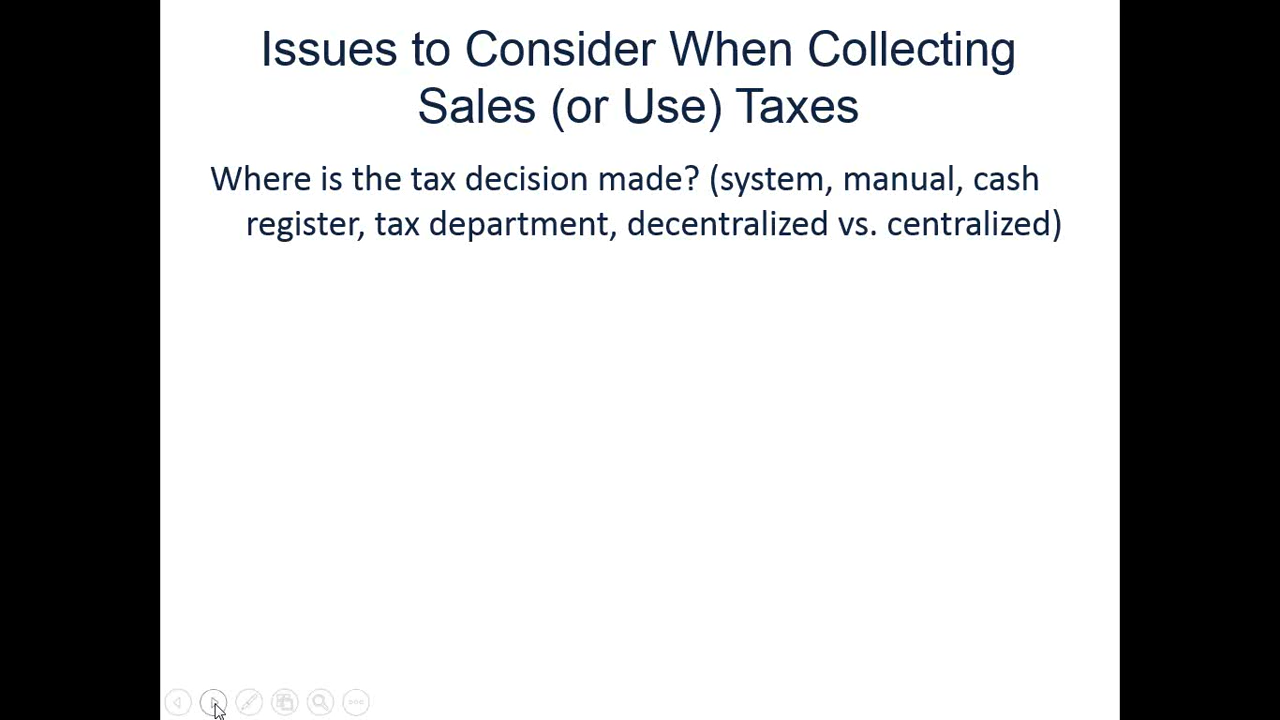 Issues to Consider When Collecting
Sales (or Use) Taxes
Where is the tax decision made? (system, manual, cash
register, tax department, decentralized vs. centralized)